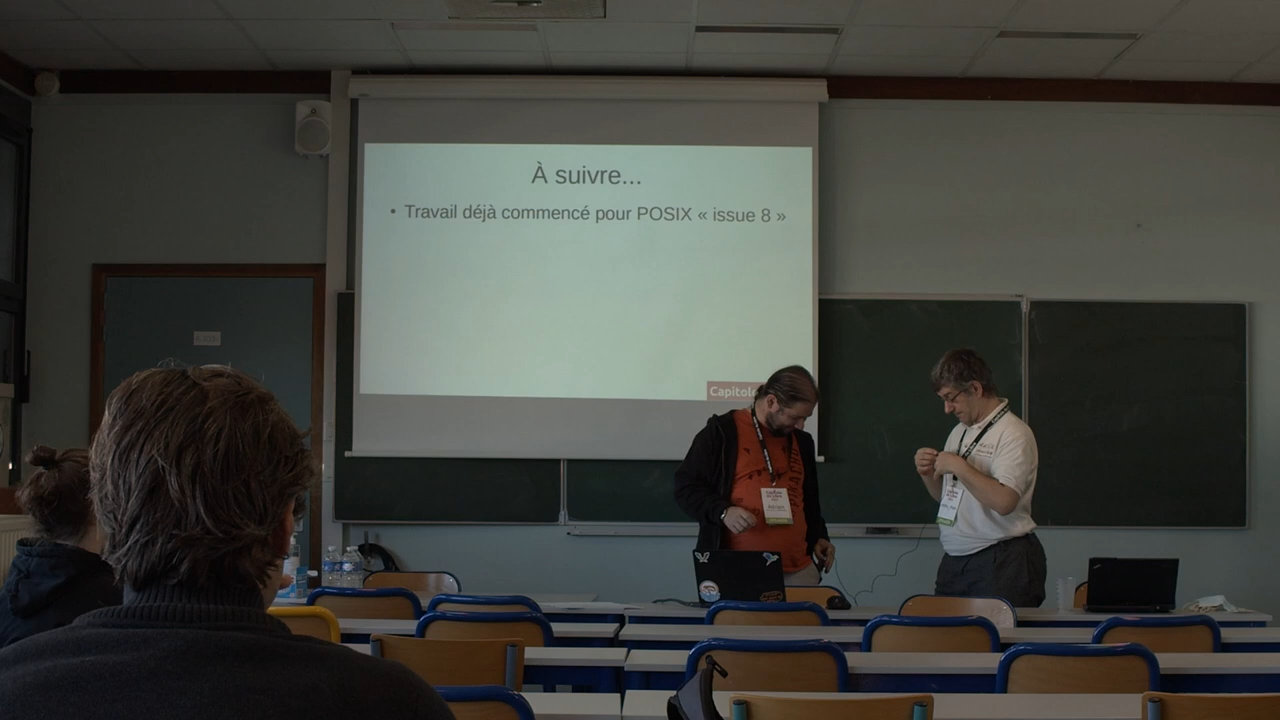 À suivre...
• Travail déjà commencé pour POSIX « issue 8 »
Capitole